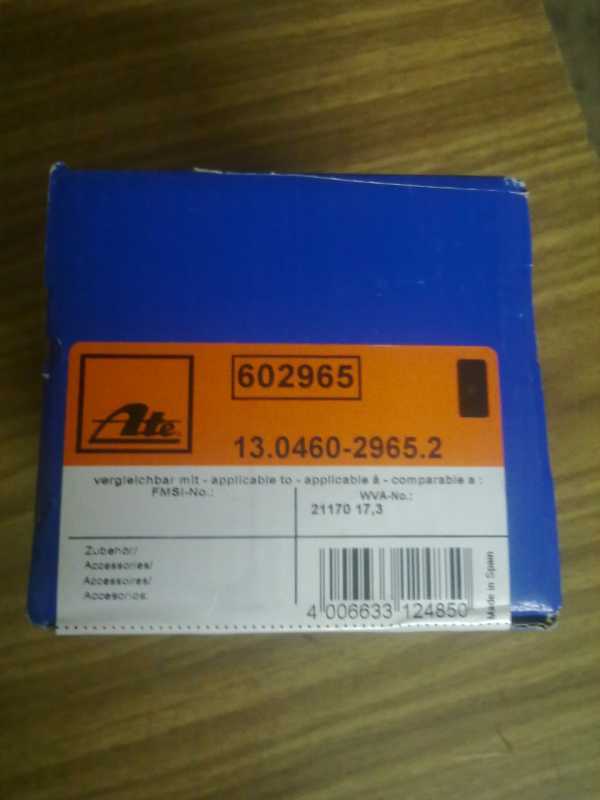 602965
Ate
13.0460-2965.2
vergleichbar mit - applicable to - applicable à - comparable a :
FMSI-No.:
WVA-No.:
21170 17,3
Zubehör/
Accessories/
Accessoires/
Accesorios:
4 006633 124850
Made in Spain